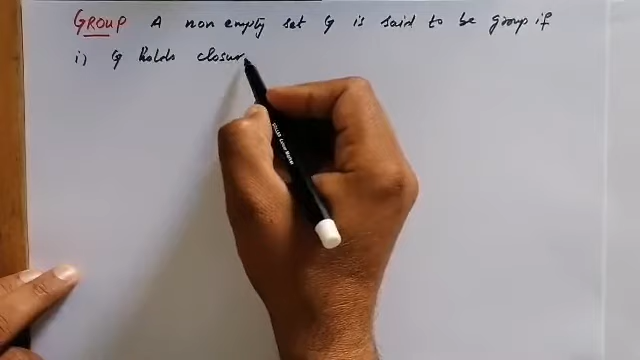 GROUP A non empty set G is said to be group if
i) G holds closur